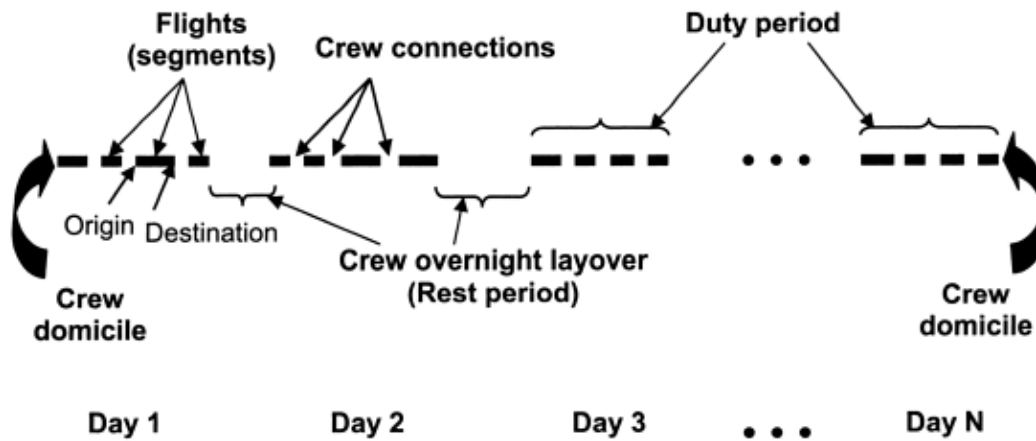 Flights
(segments)
Crew connections
Duty period
Origin
Destination
Crew overnight layover
(Rest period)
Crew
domicile
Crew
domicile
Day 1
Day 2
Day 3
• • •
Day N